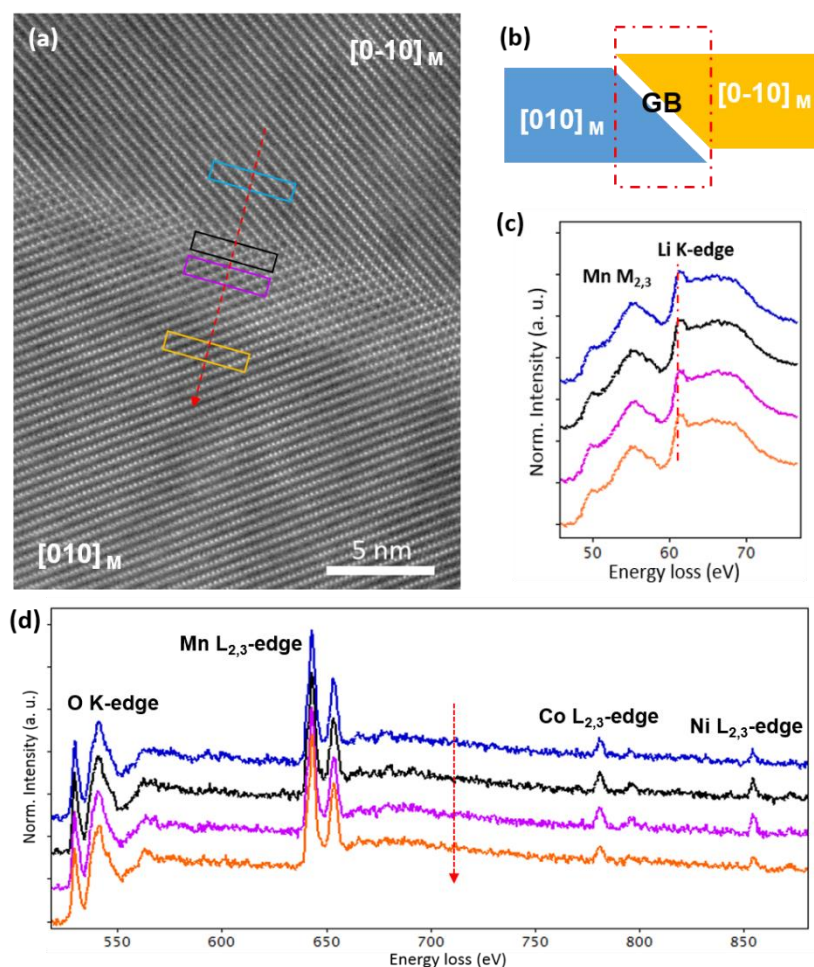 (a)
[0-10] M
[010] M
5 nm
(b)
[010] M
GB
[0-10] M
(c)
Li K-edge
Mn M2,3
Norm. Intensity (a. u.)
50 60 70
Energy loss (eV)
(d)
Mn L2,3-edge
O K-edge
Co L2,3-edge
Ni L2,3-edge
Norm. Intensity (a. u.)
550 600 650 700 750 800 850
Energy loss (eV)